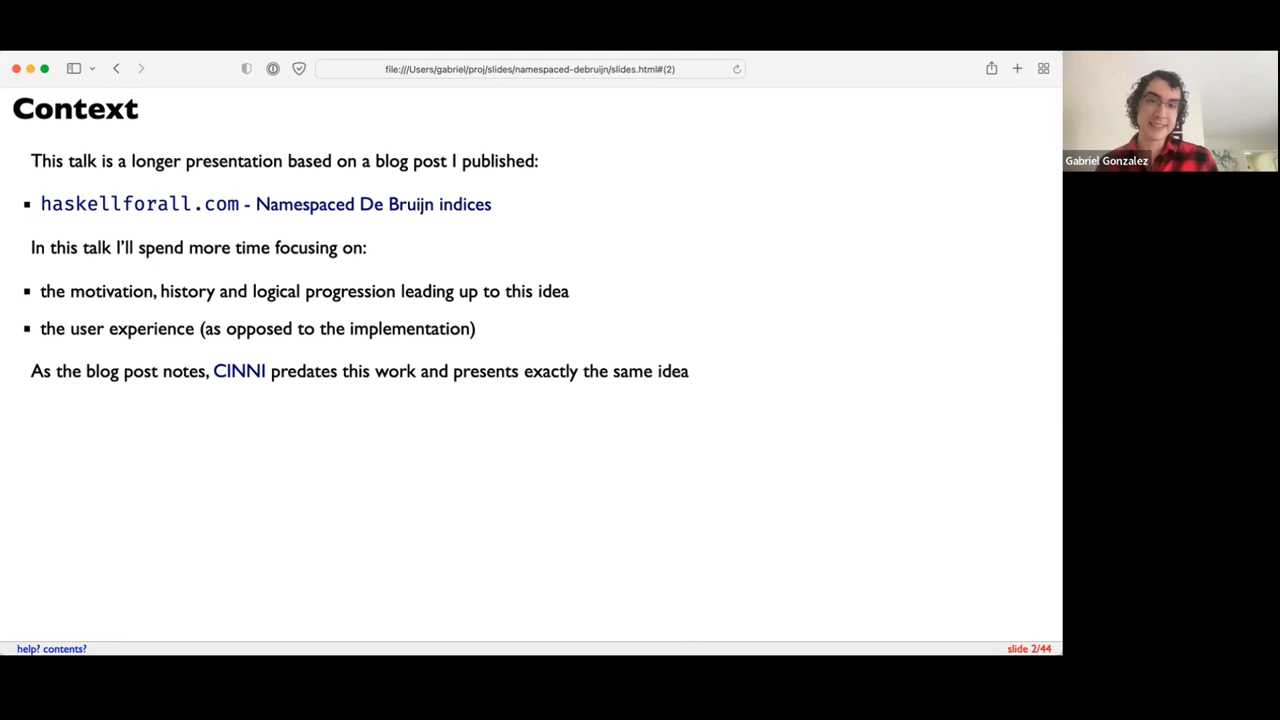 file:///Users/gabriel/proj/slides/namespaced-debruijn/slides.html#(2)
Context
This talk is a longer presentation based on a blog post I published:
haskellforall.com - Namespaced De Bruijn indices
In this talk I'll spend more time focusing on:
the motivation, history and logical progression leading up to this idea
the user experience (as opposed to the implementation)
As the blog post notes, CINNI predates this work and presents exactly the same idea
help? contents?
slide 2/44
Gabriel Gonzalez